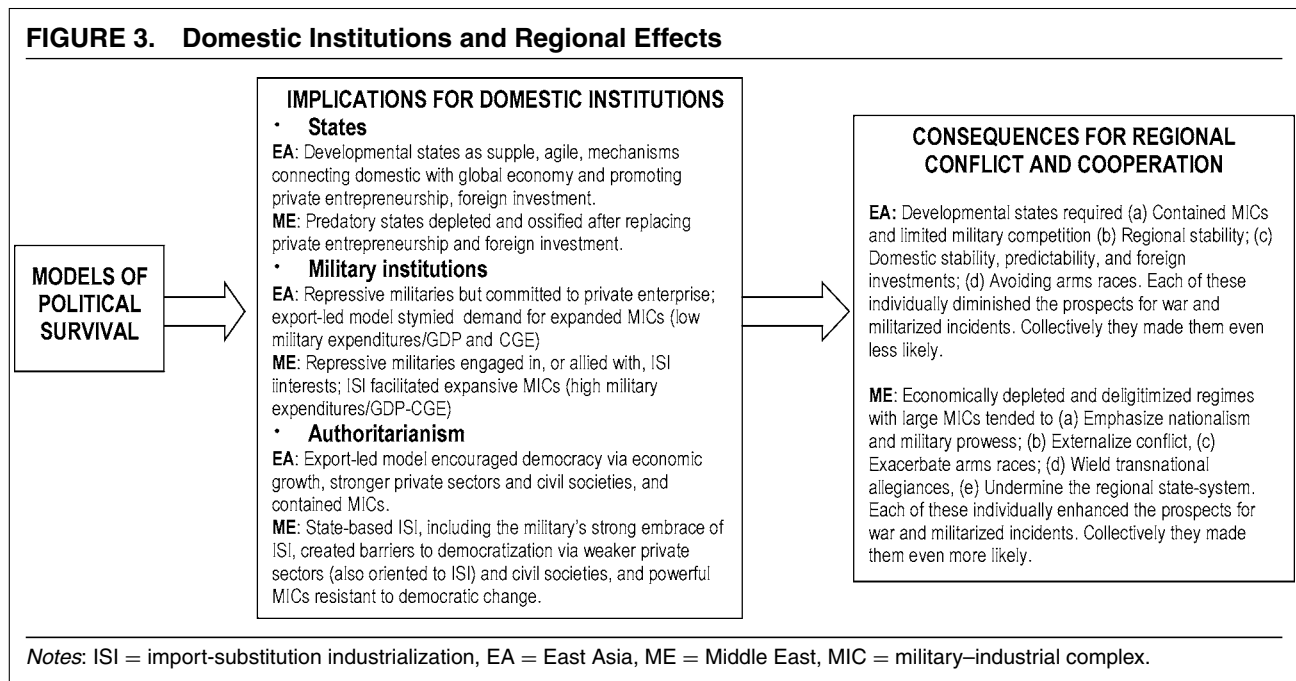 FIGURE 3. Domestic Institutions and Regional Effects
MODELS OF
POLITICAL
SURVIVAL
IMPLICATIONS FOR DOMESTIC INSTITUTIONS
• States
EA: Developmental states as supple, agile, mechanisms
connecting domestic with global economy and promoting
private entrepreneurship, foreign investment.
ME: Predatory states depleted and ossified after replacing
private entrepreneurship and foreign investment.
• Military institutions
EA: Repressive militaries but committed to private enterprise;
export-led model stymied demand for expanded MICs (low
military expenditures/GDP and CGE)
ME: Repressive militaries engaged in, or allied with, ISI
iinterests; ISI facilitated expansive MICs (high military
expenditures/GDP-CGE)
• Authoritarianism
EA: Export-led model encouraged democracy via economic
growth, stronger private sectors and civil societies, and
contained MICs.
ME: State-based ISI, including the military's strong embrace of
ISI, created barriers to democratization via weaker private
sectors (also oriented to ISI) and civil societies, and powerful
MICs resistant to democratic change.
CONSEQUENCES FOR REGIONAL
CONFLICT AND COOPERATION
EA: Developmental states required (a) Contained MICs
and limited military competition (b) Regional stability; (c)
Domestic stability, predictability, and foreign
investments; (d) Avoiding arms races. Each of these
individually diminished the prospects for war and
militarized incidents. Collectively they made them even
less likely.
ME: Economically depleted and deligitimized regimes
with large MICs tended to (a) Emphasize nationalism
and military prowess; (b) Externalize conflict, (c)
Exacerbate arms races; (d) Wield transnational
allegiances, (e) Undermine the regional state-system.
Each of these individually enhanced the prospects for
war and militarized incidents. Collectively they made
them even more likely.
Notes: ISI = import-substitution industrialization, EA = East Asia, ME = Middle East, MIC = military–industrial complex.